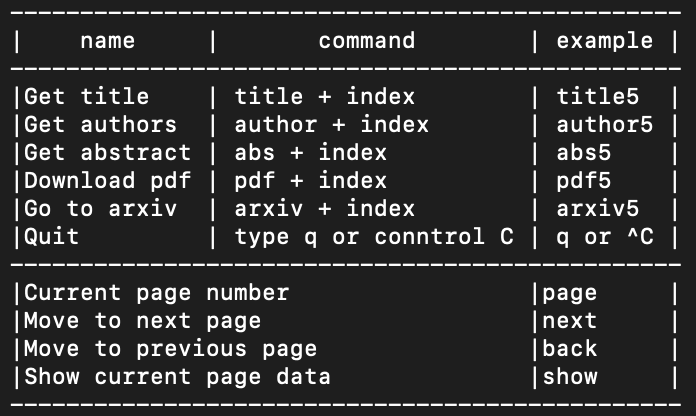 ------------------------------------------------
|    name     |       command        | example |
------------------------------------------------
|Get title    | title + index        | title5  |
|Get authors  | author + index       | author5 |
|Get abstract | abs + index          | abs5    |
|Download pdf | pdf + index          | pdf5    |
|Go to arxiv  | arxiv + index        | arxiv5  |
|Quit         | type q or conntrol C | q or ^C |
------------------------------------------------
|Current page number                 |page     |
|Move to next page                   |next     |
|Move to previous page               |back     |
|Show current page data              |show     |
------------------------------------------------